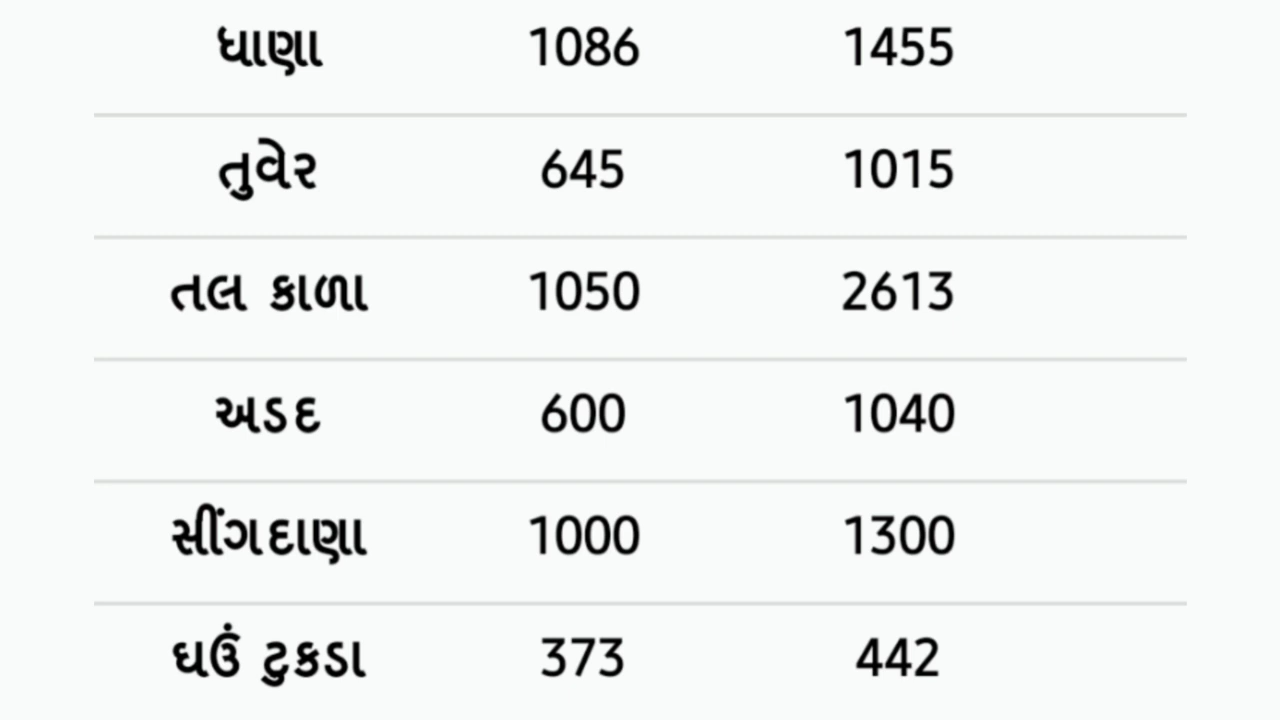 ધાણા 1086 1455
તુવેર 645 1015
તલ કાળા 1050 2613
અડદ 600 1040
સીંગદાણા 1000 1300
ઘઉં ટુકડા 373 442